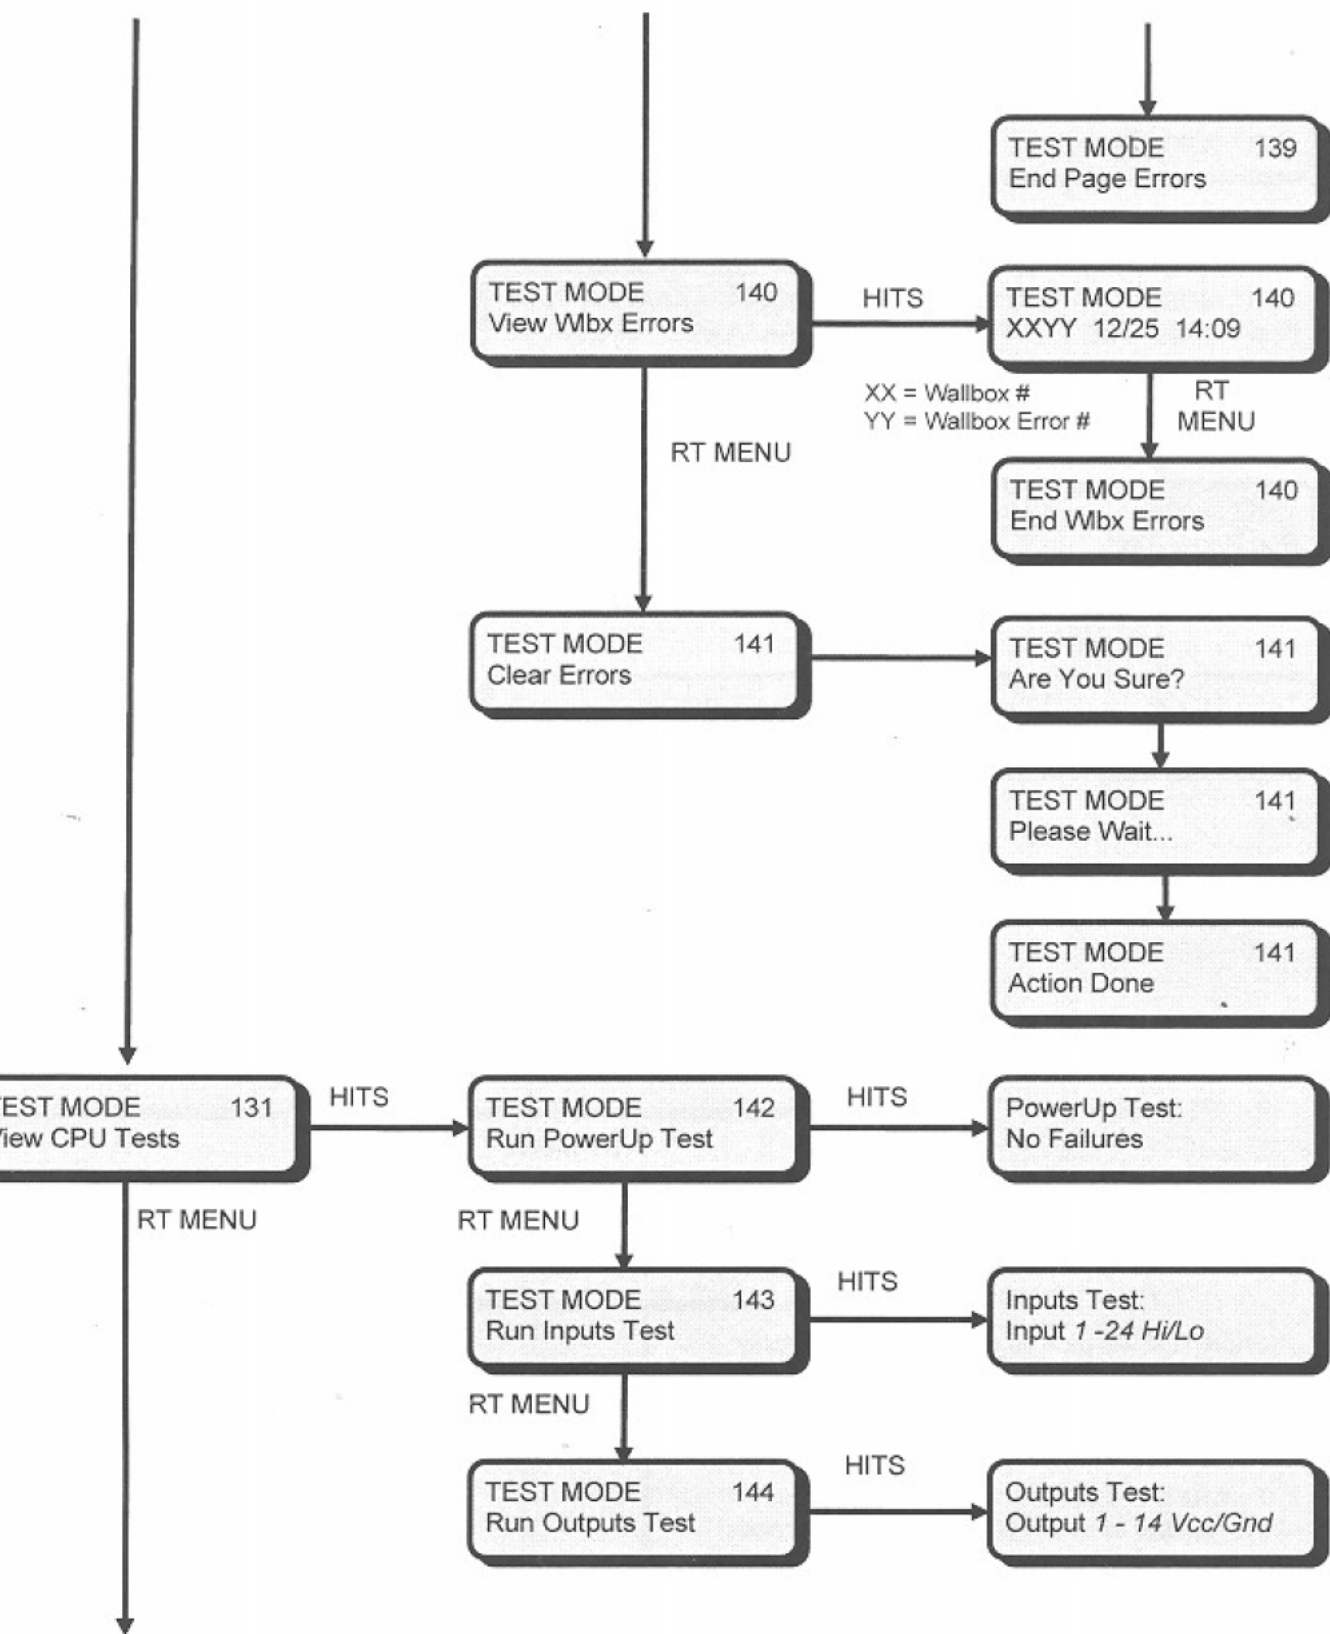 TEST MODE 139
End Page Errors
TEST MODE 140
View Wlbx Errors
HITS
TEST MODE 140
XXYY 12/25 14:09
XX = Wallbox #
YY = Wallbox Error #
RT
MENU
RT MENU
TEST MODE 140
End Wlbx Errors
TEST MODE 141
Clear Errors
TEST MODE 141
Are You Sure?
TEST MODE 141
Please Wait...
TEST MODE 141
Action Done
TEST MODE 131
View CPU Tests
HITS
TEST MODE 142
Run PowerUp Test
HITS
PowerUp Test:
No Failures
RT MENU
RT MENU
TEST MODE 143
Run Inputs Test
HITS
Inputs Test:
Input 1 -24 Hi/Lo
RT MENU
TEST MODE 144
Run Outputs Test
HITS
Outputs Test:
Output 1 - 14 Vcc/Gnd